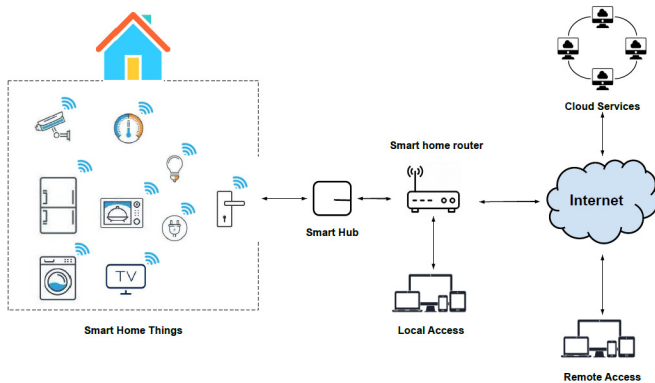 Cloud Services
Smart home router
Internet
TV
Smart Hub
Smart Home Things
Local Access
Remote Access